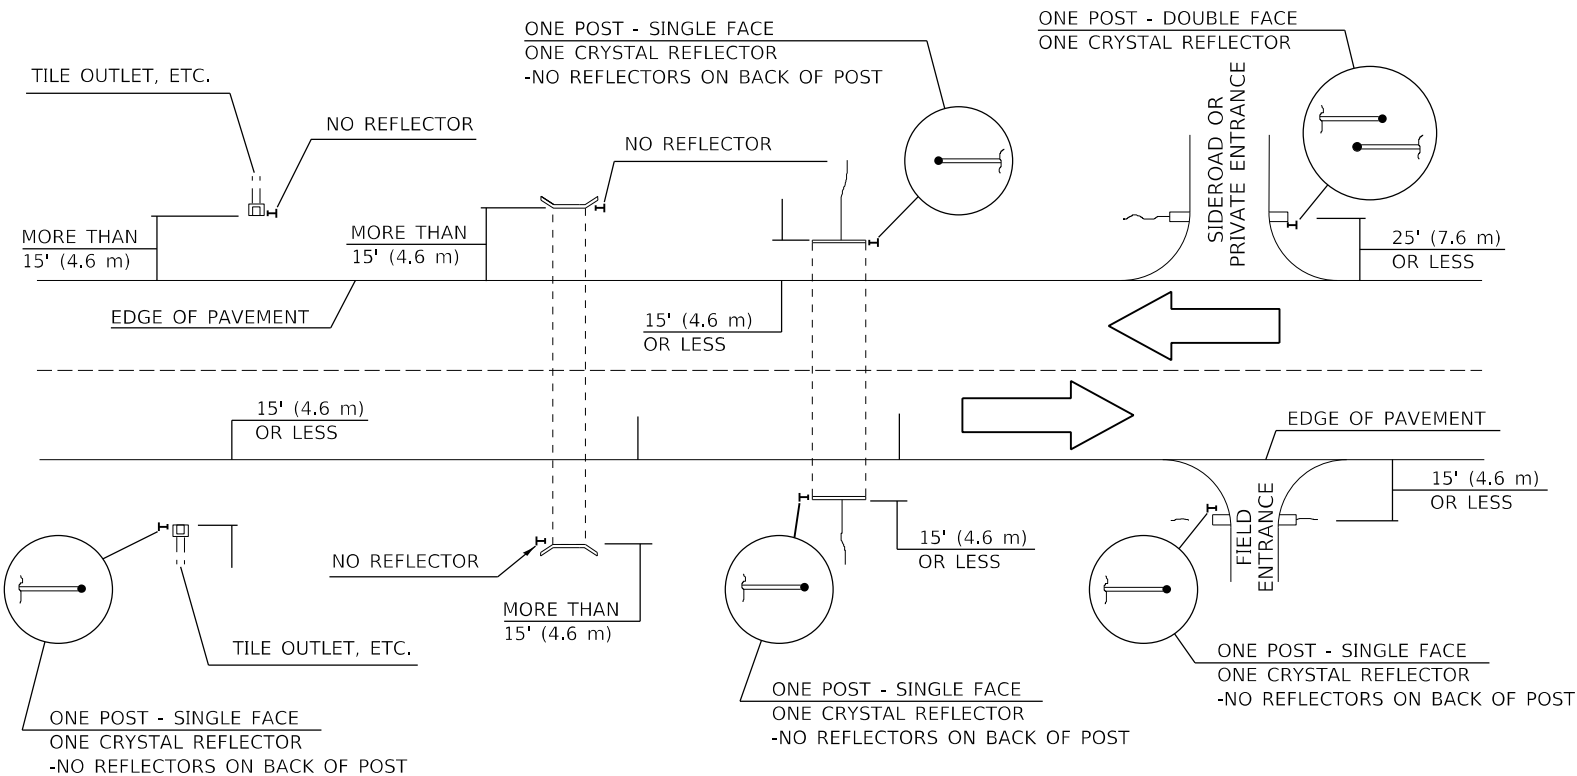 ONE POST - SINGLE FACE
ONE CRYSTAL REFLECTOR
-NO REFLECTORS ON BACK OF POST
ONE POST - DOUBLE FACE
ONE CRYSTAL REFLECTOR
TILE OUTLET, ETC.
NO REFLECTOR
NO REFLECTOR
SIDEROAD OR
PRIVATE ENTRANCE
MORE THAN
15' (4.6 m)
MORE THAN
15' (4.6 m)
25' (7.6 m)
OR LESS
EDGE OF PAVEMENT
15' (4.6 m)
OR LESS
15' (4.6 m)
OR LESS
EDGE OF PAVEMENT
15' (4.6 m)
OR LESS
FIELD
ENTRANCE
NO REFLECTOR
15' (4.6 m)
OR LESS
MORE THAN
15' (4.6 m)
TILE OUTLET, ETC.
ONE POST - SINGLE FACE
ONE CRYSTAL REFLECTOR
-NO REFLECTORS ON BACK OF POST
ONE POST - SINGLE FACE
ONE CRYSTAL REFLECTOR
-NO REFLECTORS ON BACK OF POST
ONE POST - SINGLE FACE
ONE CRYSTAL REFLECTOR
-NO REFLECTORS ON BACK OF POST